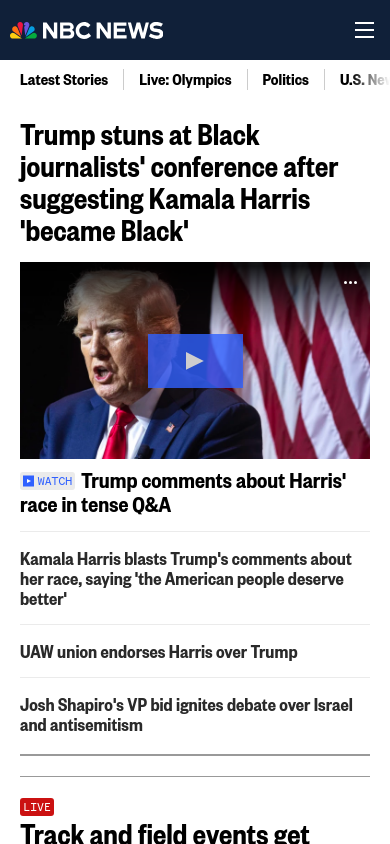 NBC NEWS
Latest Stories
Live: Olympics
Politics
U.S. Ne
Trump stuns at Black
journalists' conference after
suggesting Kamala Harris
'became Black'
WATCH Trump comments about Harris'
race in tense Q&A
Kamala Harris blasts Trump's comments about
her race, saying 'the American people deserve
better'
UAW union endorses Harris over Trump
Josh Shapiro's VP bid ignites debate over Israel
and antisemitism
LIVE
Track and field events get